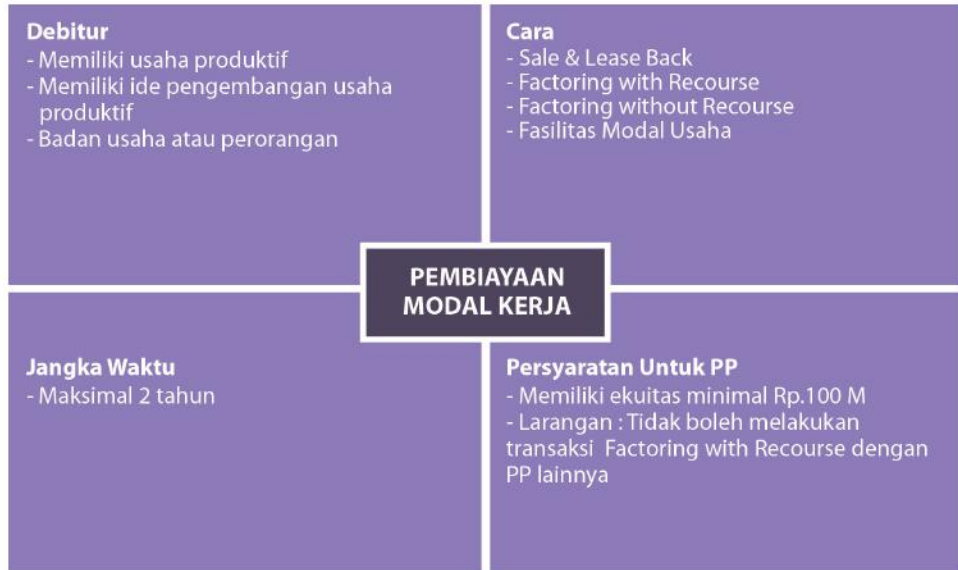 Debitur
- Memiliki usaha produktif
- Memiliki ide pengembangan usaha
produktif
- Badan usaha atau perorangan
Cara
- Sale & Lease Back
- Factoring with Recourse
- Factoring without Recourse
- Fasilitas Modal Usaha
PEMBIAYAAN
MODAL KERJA
Jangka Waktu
- Maksimal 2 tahun
Persyaratan Untuk PP
- Memiliki ekuitas minimal Rp.100 M
- Larangan : Tidak boleh melakukan
transaksi Factoring with Recourse dengan
PP lainnya